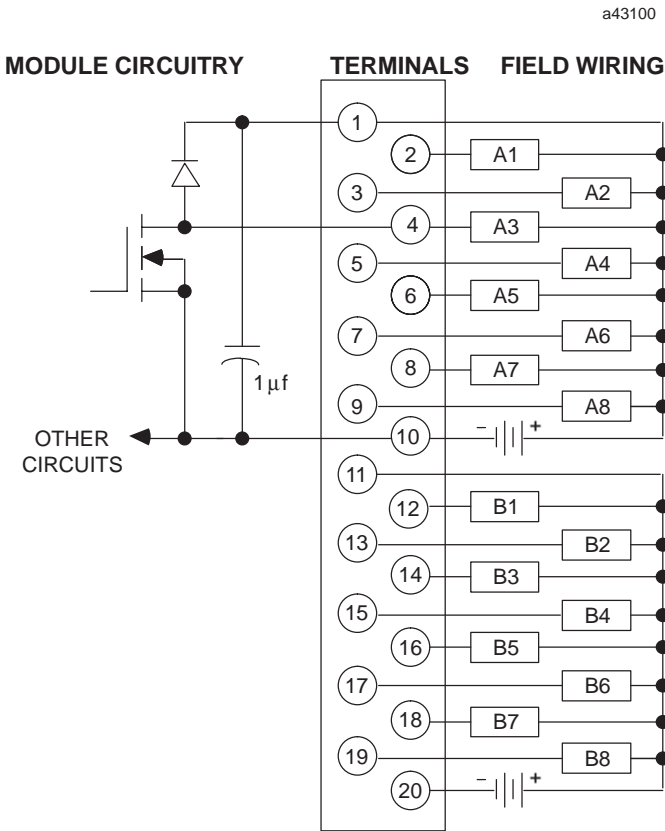 a43100
MODULE CIRCUITRY TERMINALS FIELD WIRING
1
2 A1
3 A2
4 A3
5 A4
6 A5
7 A6
8 A7
1μf
9 A8
OTHER
CIRCUITS
10 - +
11
12 B1
13 B2
14 B3
15 B4
16 B5
17 B6
18 B7
19 B8
20 - +